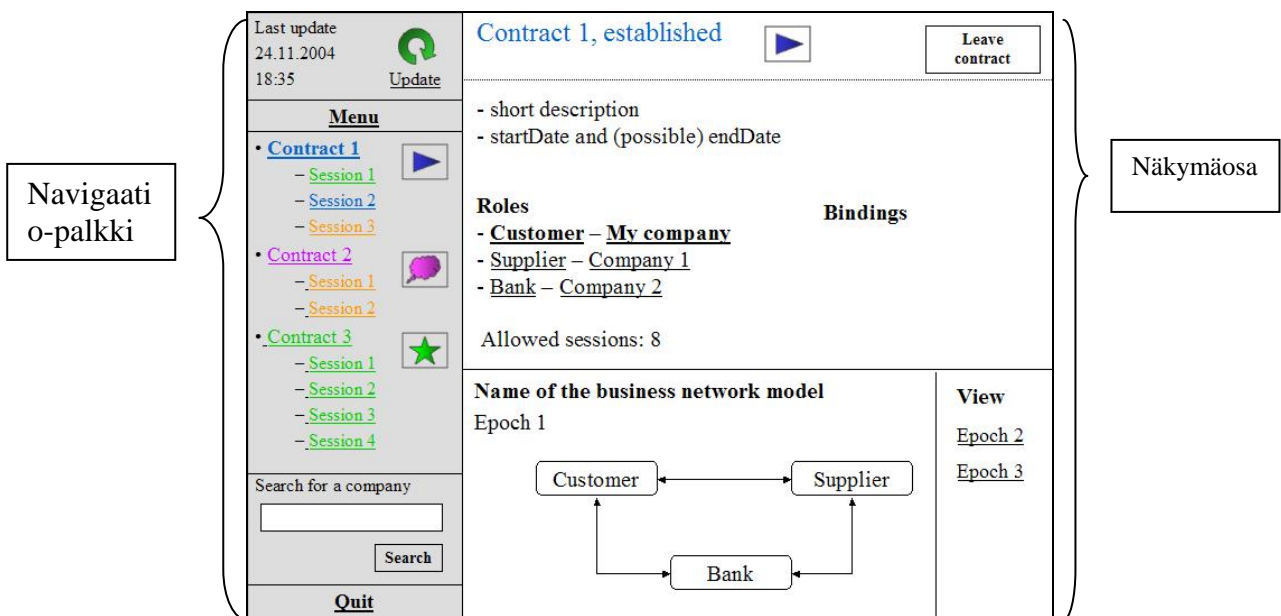 Navigaati
o-palkki
Last update
24.11.2004
18:35
Update
Menu
• Contract 1
– Session 1
– Session 2
– Session 3
• Contract 2
– Session 1
– Session 2
• Contract 3
– Session 1
– Session 2
– Session 3
– Session 4
Search for a company
Search
Quit
Contract 1, established
Leave
contract
- short description
- startDate and (possible) endDate
Roles
- Customer – My company
- Supplier – Company 1
- Bank – Company 2
Bindings
Allowed sessions: 8
Name of the business network model
Epoch 1
Customer
Supplier
Bank
View
Epoch 2
Epoch 3
Näkymäosa